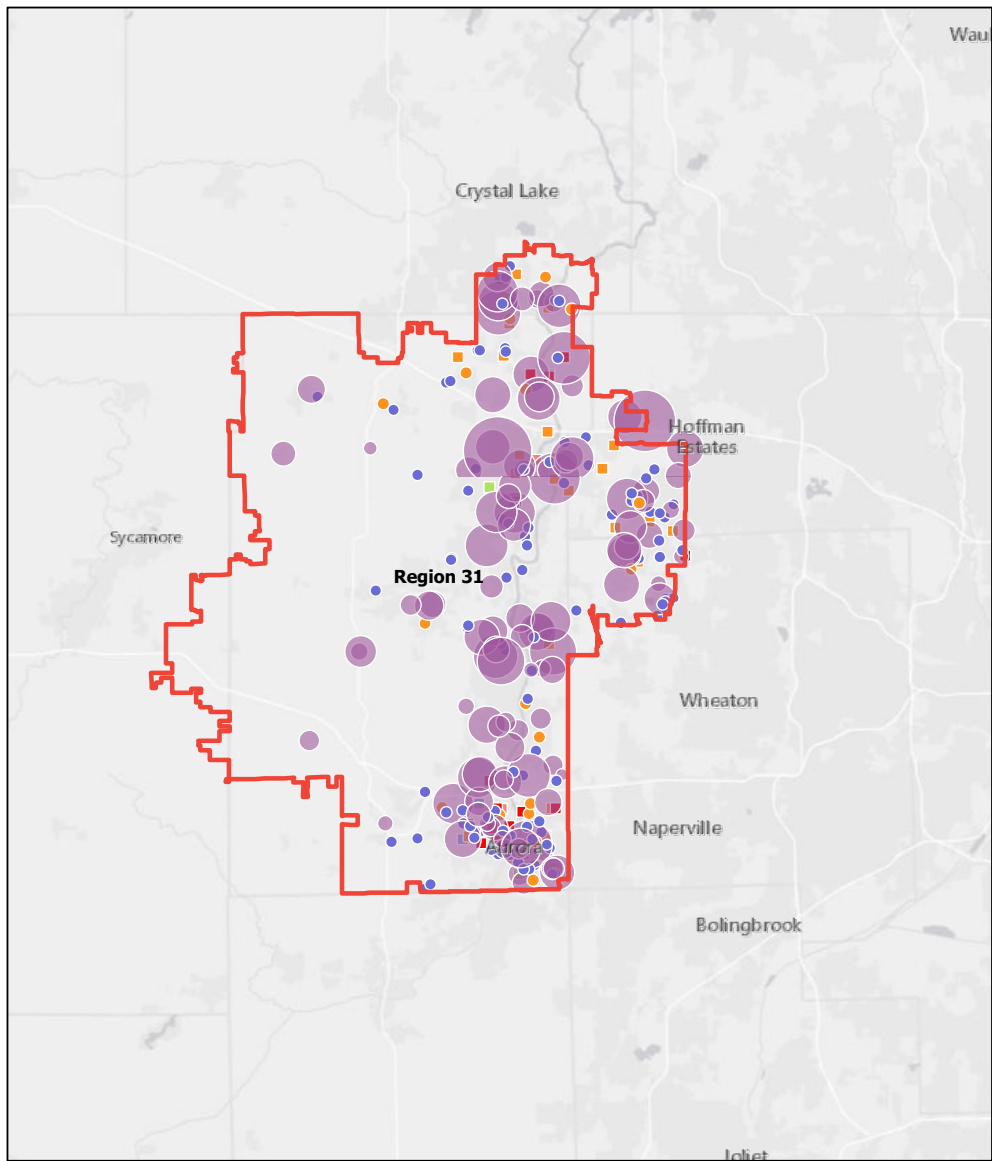 Wau
Crystal Lake
Hoffman
Estates
Sycamore
Region 31
Wheaton
Naperville
Aurora
Bolingbrook
Joliet